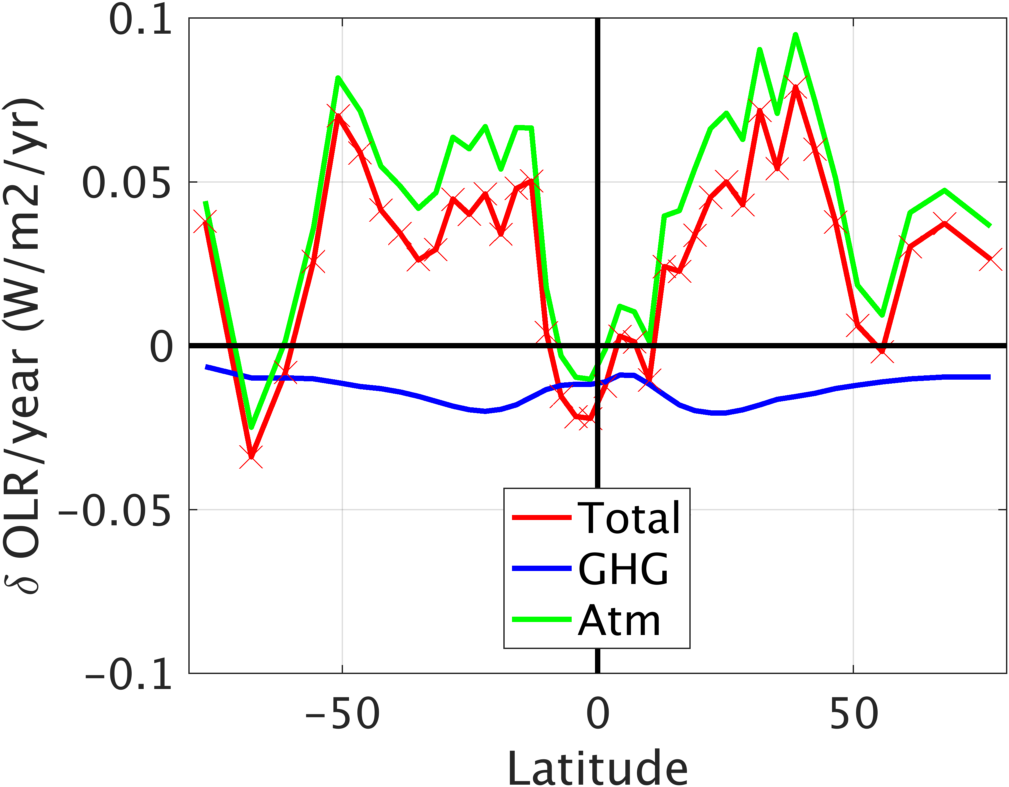 δ OLR/year (W/m2/yr)
0.1
0.05
0
-0.05
-0.1
Total
GHG
Atm
-50
0
50
Latitude